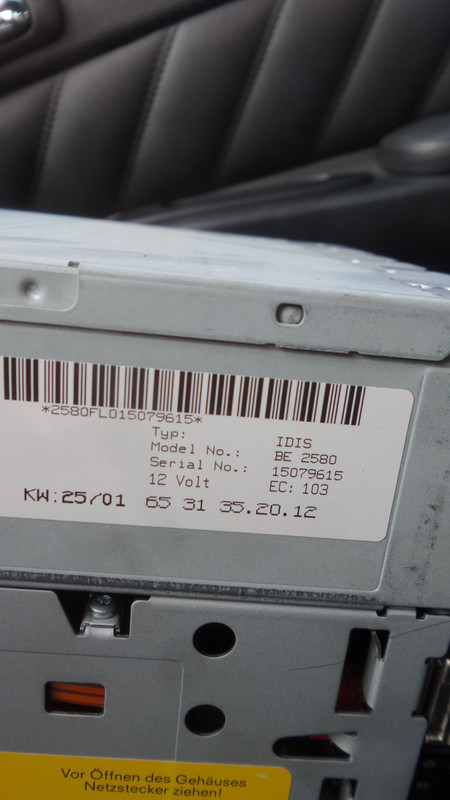 *2580FL015079615*
Typ: IDIS
Model No.: BE 2580
Serial No.: 15079615
12 Volt EC: 103
KW:25/01 65 31 35.20.12
Vor Öffnen des Gehäuses
Netzstecker ziehen!